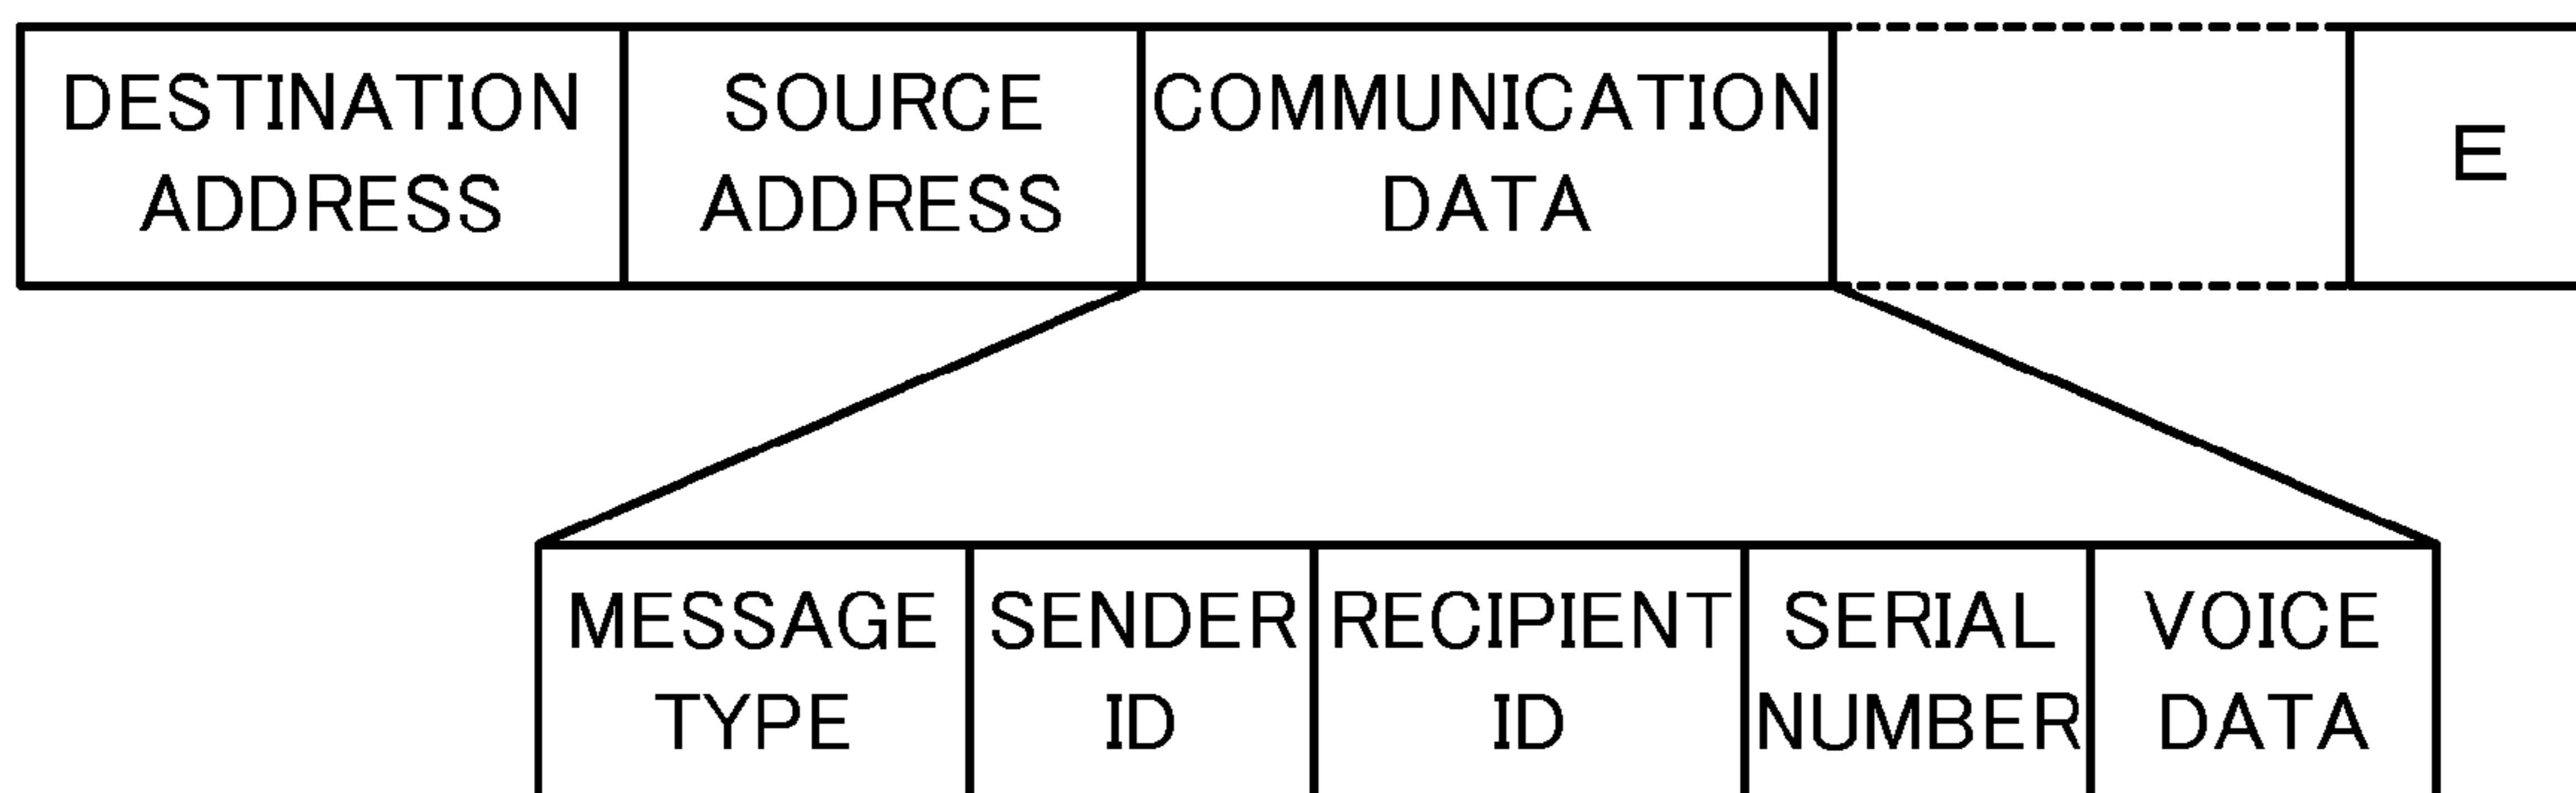 DESTINATION ADDRESS
SOURCE ADDRESS
COMMUNICATION DATA
E
MESSAGE TYPE
SENDER ID
RECIPIENT ID
SERIAL NUMBER
VOICE DATA